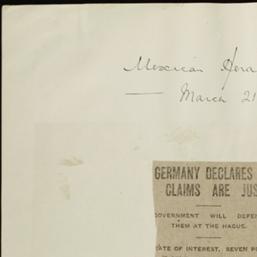 Mexican Hera
— March 21
GERMANY DECLARES
CLAIMS ARE JUS
GOVERNMENT WILL DEFE
THEM AT THE HAGUE.
DATE OF INTEREST, SEVEN P